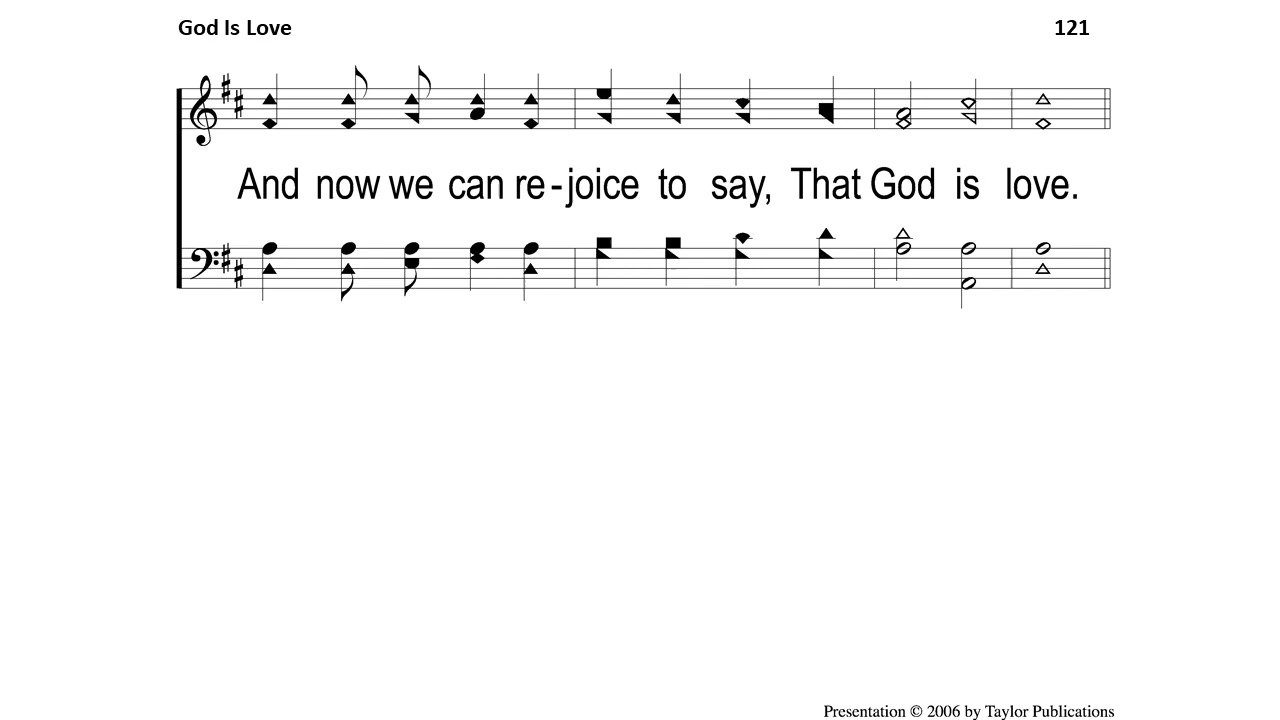 God Is Love 121
And now we can re-joice to say, That God is love.
Presentation © 2006 by Taylor Publications